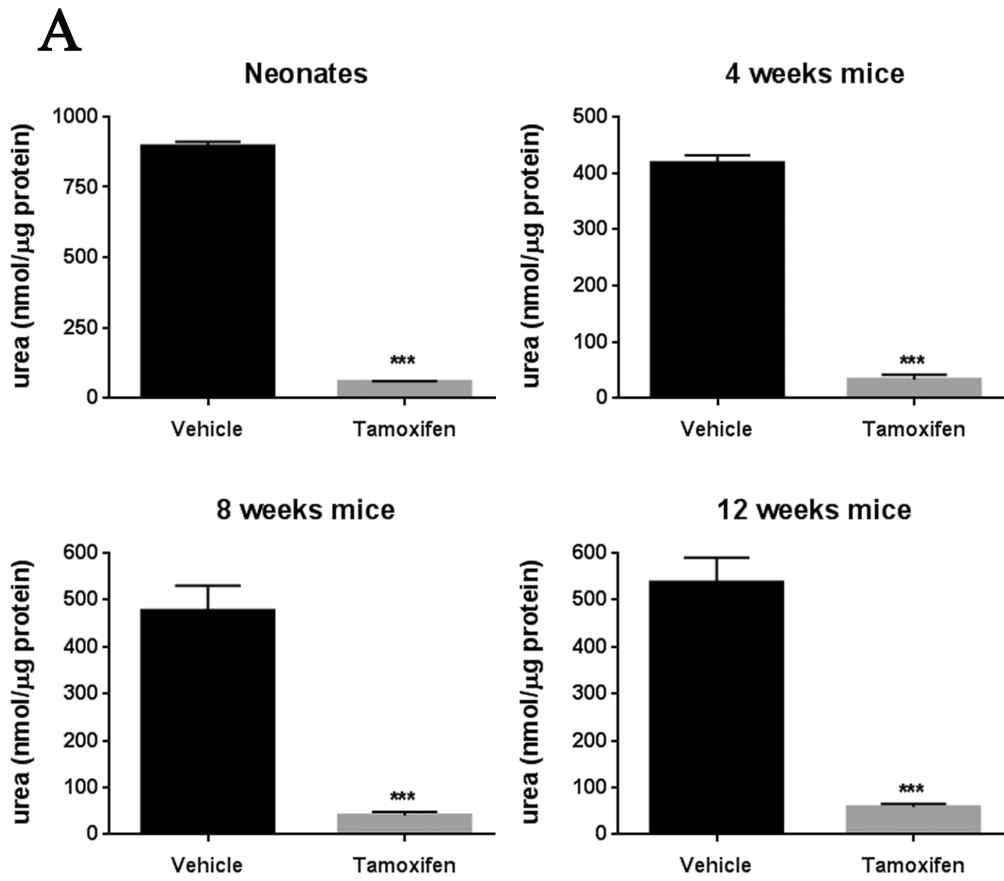 A
Neonates
urea (nmol/µg protein)
1000
750
500
250
0
***
Vehicle
Tamoxifen
4 weeks mice
urea (nmol/µg protein)
500
400
300
200
100
0
***
Vehicle
Tamoxifen
8 weeks mice
urea (nmol/µg protein)
600
500
400
300
200
100
0
***
Vehicle
Tamoxifen
12 weeks mice
urea (nmol/µg protein)
600
500
400
300
200
100
0
***
Vehicle
Tamoxifen